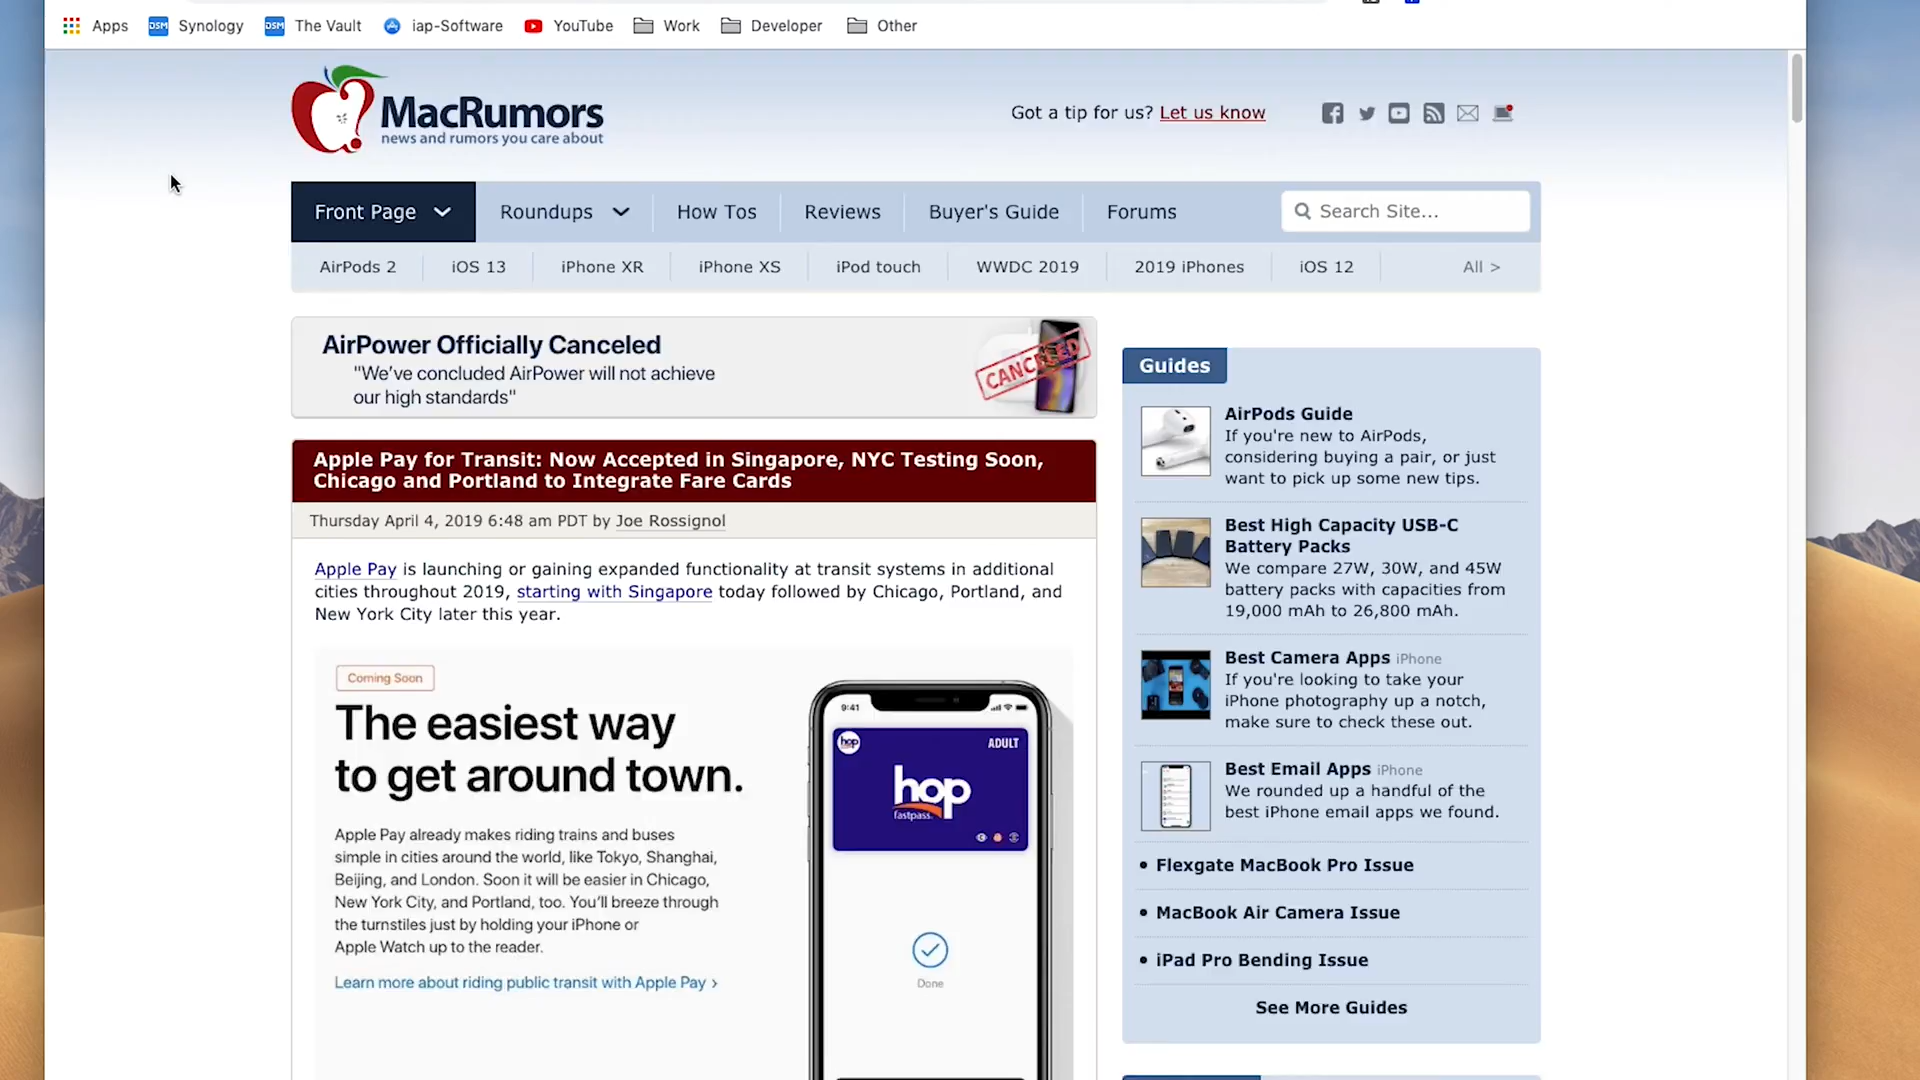 Apps
Synology
The Vault
iap-Software
YouTube
Work
Developer
Other
MacRumors
news and rumors you care about
Got a tip for us? Let us know
Front Page
Roundups
How Tos
Reviews
Buyer's Guide
Forums
Search Site...
AirPods 2
iOS 13
iPhone XR
iPhone XS
iPod touch
WWDC 2019
2019 iPhones
iOS 12
All >
AirPower Officially Canceled
"We've concluded AirPower will not achieve
our high standards"
CANCELED
Apple Pay for Transit: Now Accepted in Singapore, NYC Testing Soon,
Chicago and Portland to Integrate Fare Cards
Thursday April 4, 2019 6:48 am PDT by Joe Rossignol
Apple Pay is launching or gaining expanded functionality at transit systems in additional
cities throughout 2019, starting with Singapore today followed by Chicago, Portland, and
New York City later this year.
Coming Soon
The easiest way
to get around town.
Apple Pay already makes riding trains and buses
simple in cities around the world, like Tokyo, Shanghai,
Beijing, and London. Soon it will be easier in Chicago,
New York City, and Portland, too. You'll breeze through
the turnstiles just by holding your iPhone or
Apple Watch up to the reader.
Learn more about riding public transit with Apple Pay >
9:41
hop
ADULT
hop
fastpass.
Done
Guides
AirPods Guide
If you're new to AirPods,
considering buying a pair, or just
want to pick up some new tips.
Best High Capacity USB-C
Battery Packs
We compare 27W, 30W, and 45W
battery packs with capacities from
19,000 mAh to 26,800 mAh.
Best Camera Apps iPhone
If you're looking to take your
iPhone photography up a notch,
make sure to check these out.
Best Email Apps iPhone
We rounded up a handful of the
best iPhone email apps we found.
• Flexgate MacBook Pro Issue
• MacBook Air Camera Issue
• iPad Pro Bending Issue
See More Guides